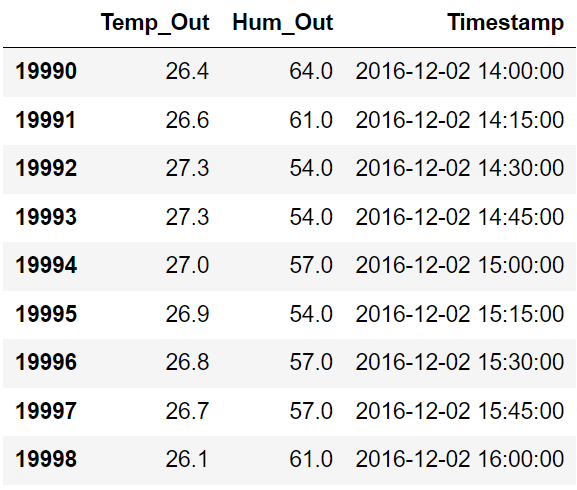 Temp_Out Hum_Out Timestamp
19990 26.4 64.0 2016-12-02 14:00:00
19991 26.6 61.0 2016-12-02 14:15:00
19992 27.3 54.0 2016-12-02 14:30:00
19993 27.3 54.0 2016-12-02 14:45:00
19994 27.0 57.0 2016-12-02 15:00:00
19995 26.9 54.0 2016-12-02 15:15:00
19996 26.8 57.0 2016-12-02 15:30:00
19997 26.7 57.0 2016-12-02 15:45:00
19998 26.1 61.0 2016-12-02 16:00:00